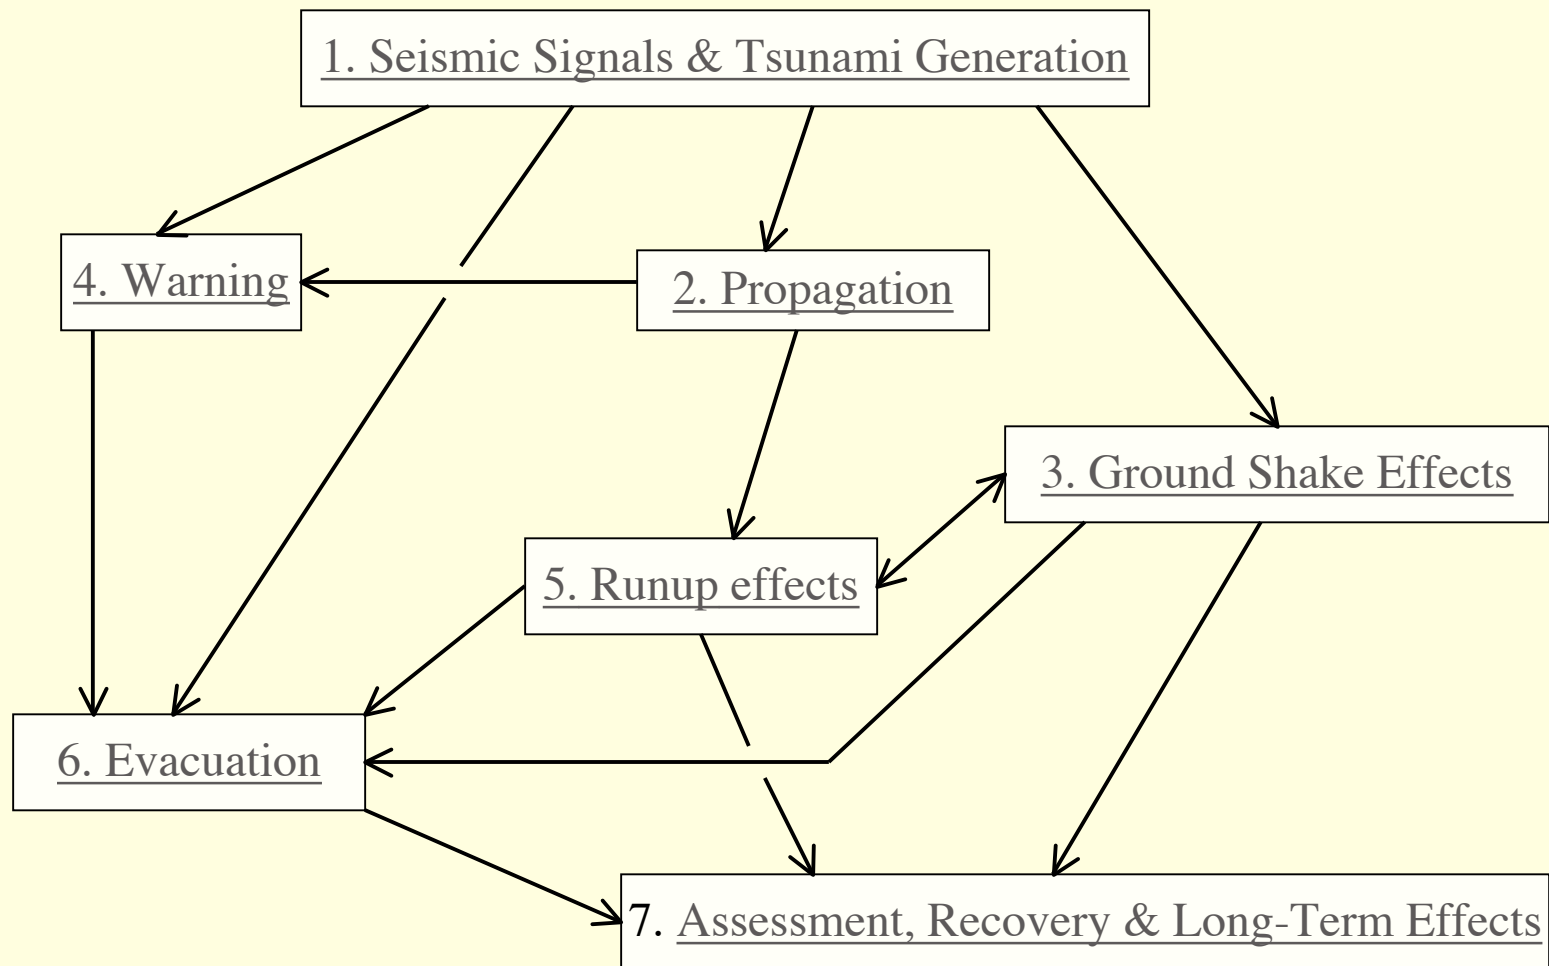 1. Seismic Signals & Tsunami Generation
4. Warning
2. Propagation
3. Ground Shake Effects
5. Runup effects
6. Evacuation
7. Assessment, Recovery & Long-Term Effects